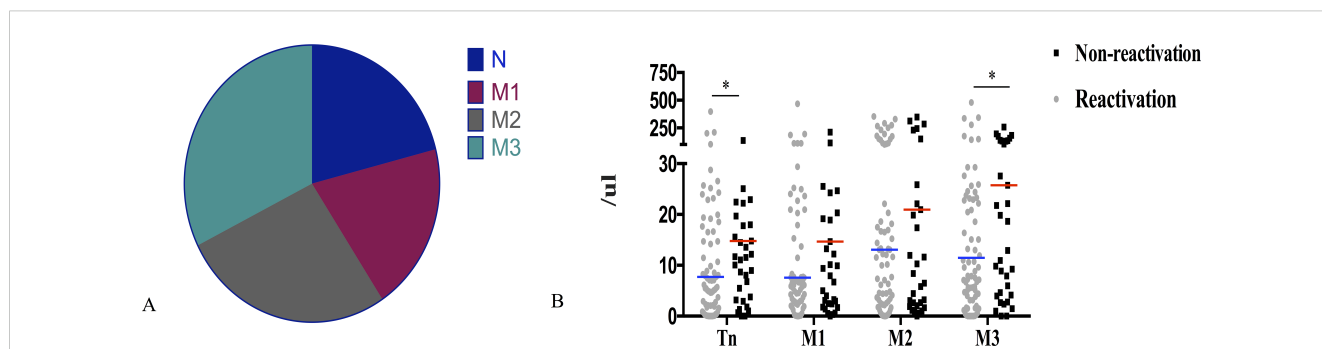 N
M1
M2
M3
A
B
/ul
750
500
250
30
20
10
0
*
*
Tn
M1
M2
M3
Non-reactivation
Reactivation